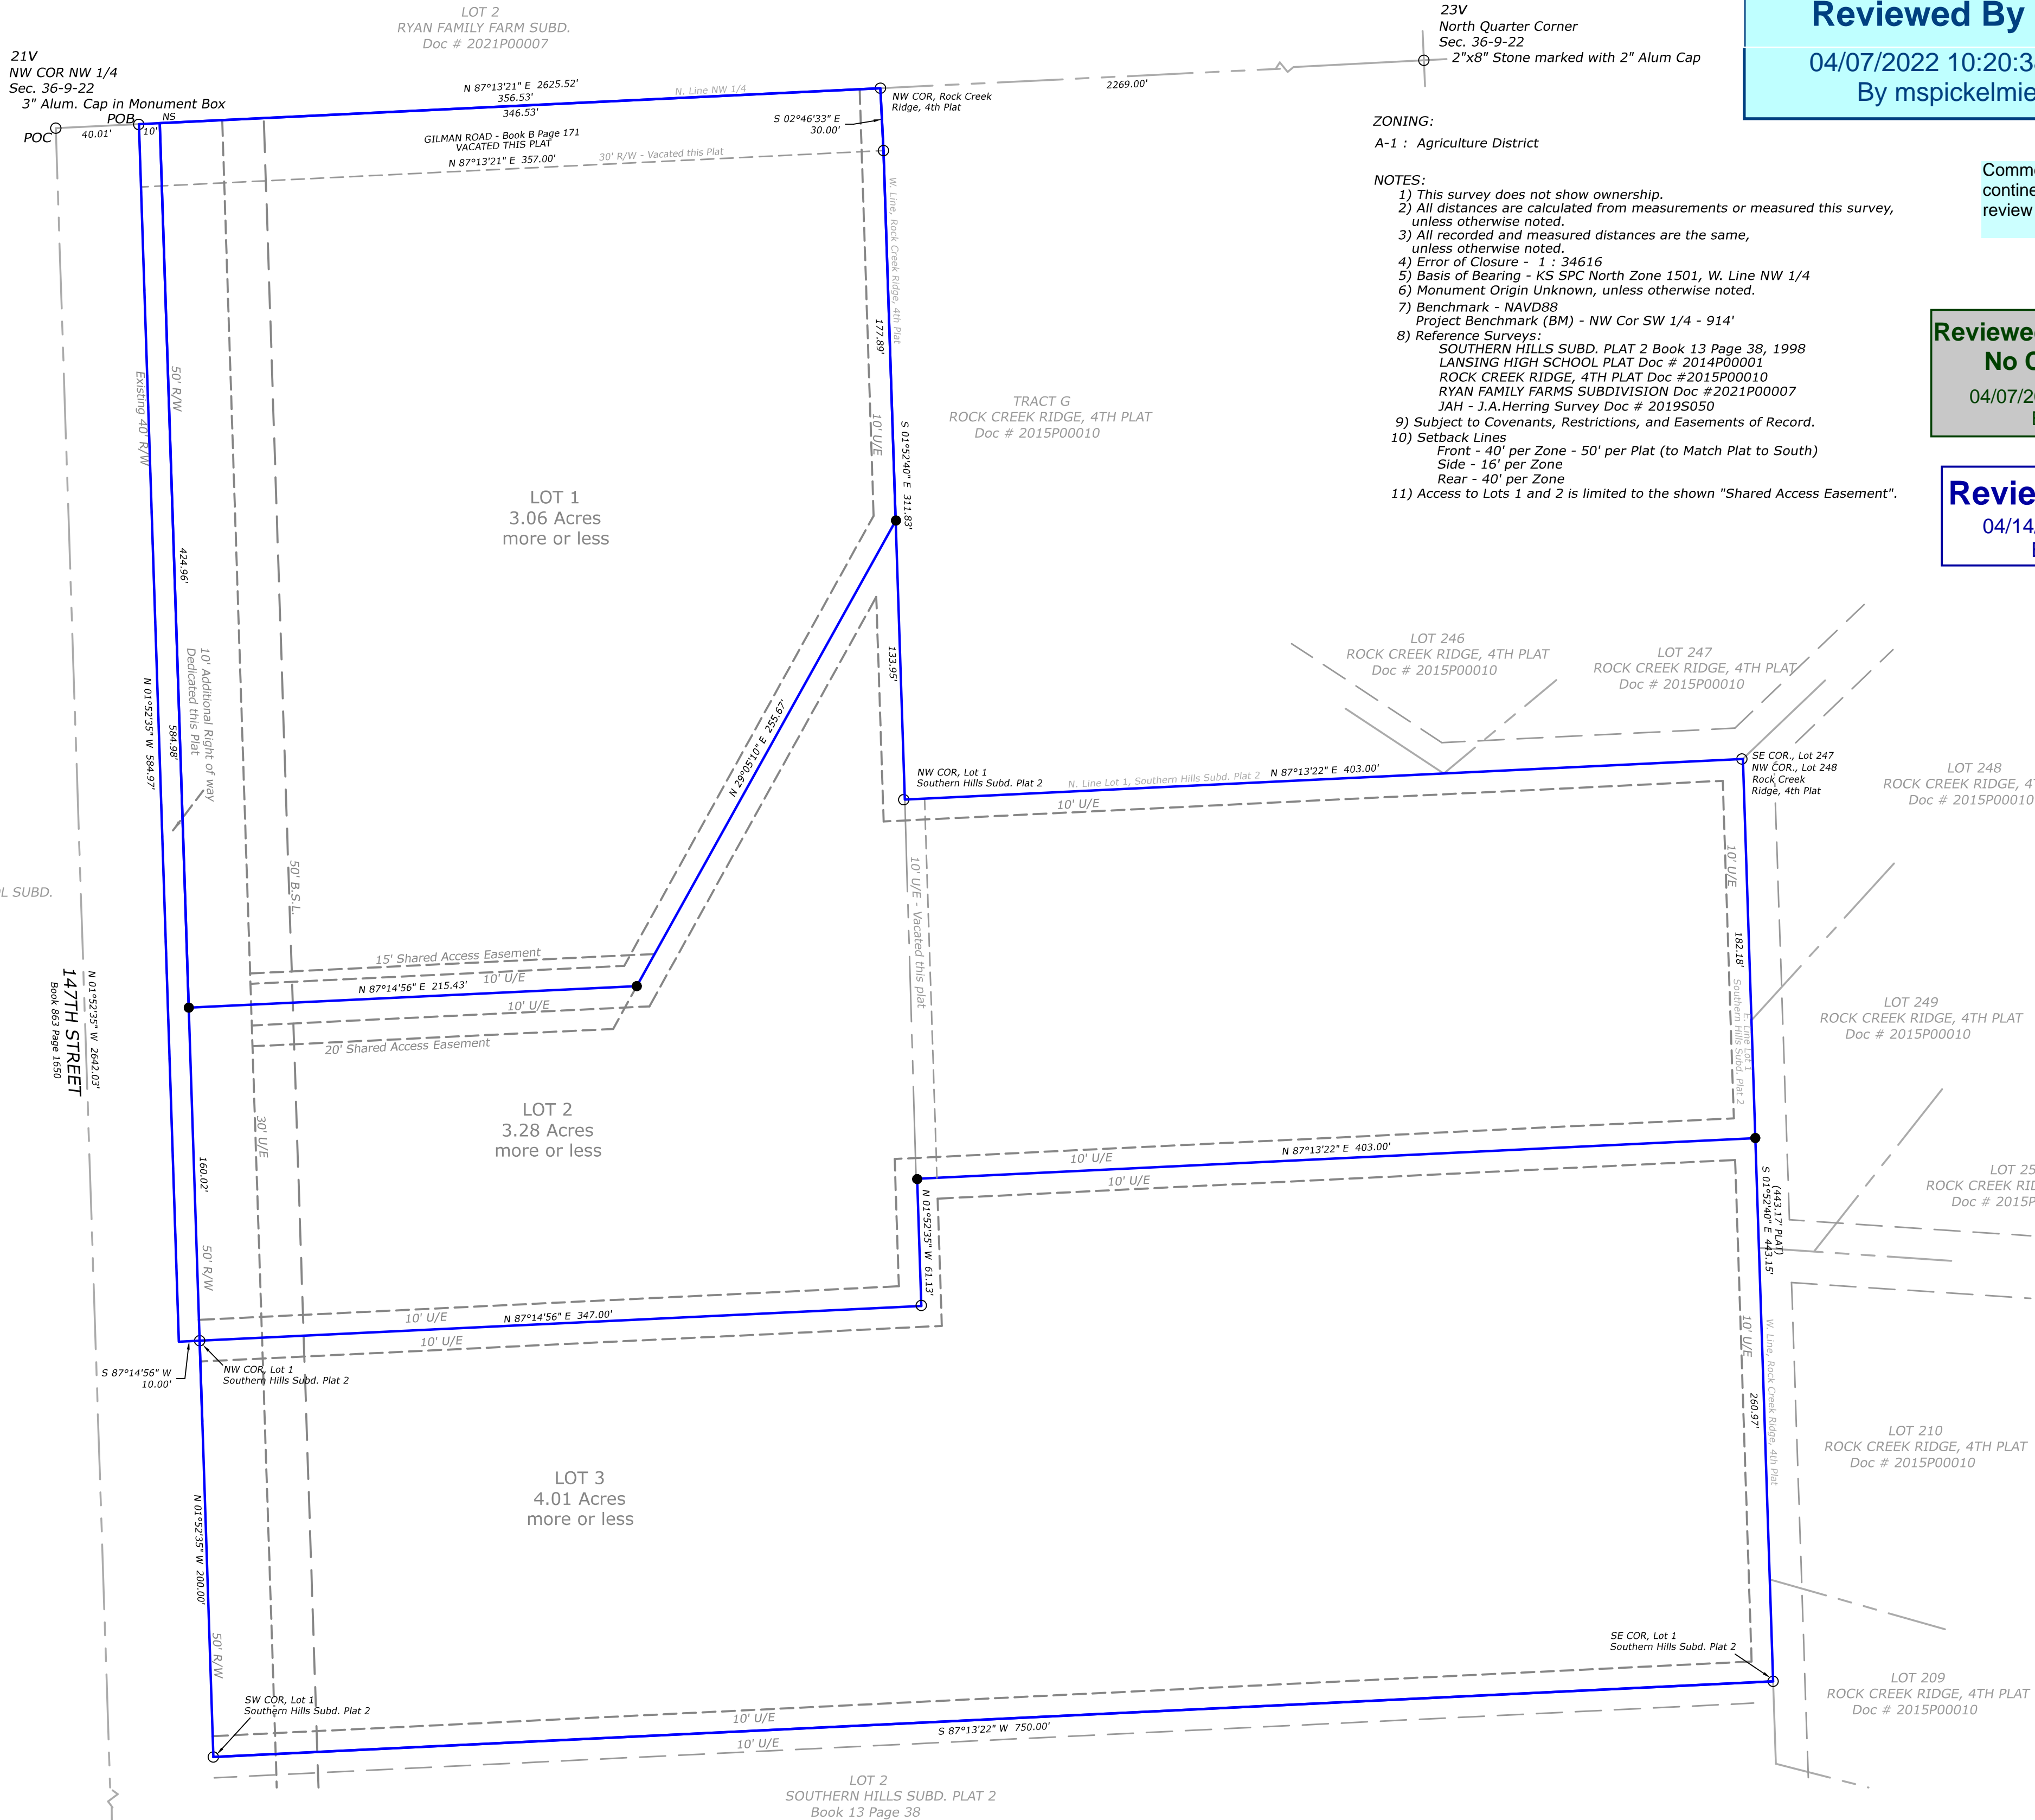 LOT 2
RYAN FAMILY FARM SUBD.
Doc # 2021P00007
21V
NW COR NW 1/4
Sec. 36-9-22
3" Alum. Cap in Monument Box
POB
POC
40.01'
10'
NS
N 87°13'21" E 2625.52'
356.53'
346.53'
N. Line NW 1/4
GILMAN ROAD - Book B Page 171
VACATED THIS PLAT
N 87°13'21" E 357.00'
30' R/W - Vacated this Plat
S 02°46'33" E
30.00'
NW COR, Rock Creek
Ridge, 4th Plat
2269.00'
23V
North Quarter Corner
Sec. 36-9-22
2"x8" Stone marked with 2" Alum Cap
Reviewed By
04/07/2022 10:20:3
By mspickelmie
ZONING:
A-1 : Agriculture District
NOTES:
1) This survey does not show ownership.
2) All distances are calculated from measurements or measured this survey,
unless otherwise noted.
3) All recorded and measured distances are the same,
unless otherwise noted.
4) Error of Closure - 1 : 34616
5) Basis of Bearing - KS SPC North Zone 1501, W. Line NW 1/4
6) Monument Origin Unknown, unless otherwise noted.
7) Benchmark - NAVD88
Project Benchmark (BM) - NW Cor SW 1/4 - 914'
8) Reference Surveys:
SOUTHERN HILLS SUBD. PLAT 2 Book 13 Page 38, 1998
LANSING HIGH SCHOOL PLAT Doc # 2014P00001
ROCK CREEK RIDGE, 4TH PLAT Doc #2015P00010
RYAN FAMILY FARMS SUBDIVISION Doc #2021P00007
JAH - J.A.Herring Survey Doc # 2019S050
9) Subject to Covenants, Restrictions, and Easements of Record.
10) Setback Lines
Front - 40' per Zone - 50' per Plat (to Match Plat to South)
Side - 16' per Zone
Rear - 40' per Zone
11) Access to Lots 1 and 2 is limited to the shown "Shared Access Easement".
Comm
contine
review
Reviewe
No C
04/07/2
Revie
04/14/
W. Line, Rock Creek Ridge, 4th Plat
177.89'
10' U/E
S 01°52'40" E 311.83'
133.95'
TRACT G
ROCK CREEK RIDGE, 4TH PLAT
Doc # 2015P00010
Existing 40' R/W
50' R/W
424.96'
10' Additional Right of way
Dedicated this Plat
N 01°52'35" W 584.97'
584.98'
LOT 1
3.06 Acres
more or less
50' B.S.L.
N 29°05'10" E 255.67'
15' Shared Access Easement
10' U/E
N 87°14'56" E 215.43'
10' U/E
20' Shared Access Easement
L SUBD.
147TH STREET
N 01°52'35" W 2642.03'
Book 863 Page 1650
NW COR, Lot 1
Southern Hills Subd. Plat 2
N. Line Lot 1, Southern Hills Subd. Plat 2
N 87°13'22" E 403.00'
10' U/E
10' U/E - Vacated this plat
LOT 246
ROCK CREEK RIDGE, 4TH PLAT
Doc # 2015P00010
LOT 247
ROCK CREEK RIDGE, 4TH PLAT
Doc # 2015P00010
SE COR., Lot 247
NW COR., Lot 248
Rock Creek
Ridge, 4th Plat
LOT 248
ROCK CREEK RIDGE, 4
Doc # 2015P00010
10' U/E
182.18'
E. Line Lot 1
Southern Hills Subd. Plat 2
LOT 249
ROCK CREEK RIDGE, 4TH PLAT
Doc # 2015P00010
LOT 2
3.28 Acres
more or less
30' U/E
160.02'
50' R/W
10' U/E
N 87°13'22" E 403.00'
10' U/E
N 01°52'35" W 61.13'
LOT 25
ROCK CREEK RID
Doc # 2015P
(443.17' PLAT)
S 01°52'40" E 443.15'
10' U/E
N 87°14'56" E 347.00'
10' U/E
S 87°14'56" W
10.00'
NW COR, Lot 1
Southern Hills Subd. Plat 2
10' U/E
W. Line, Rock Creek Ridge, 4th Plat
260.97'
LOT 210
ROCK CREEK RIDGE, 4TH PLAT
Doc # 2015P00010
LOT 3
4.01 Acres
more or less
N 01°52'35" W 200.00'
50' R/W
SE COR, Lot 1
Southern Hills Subd. Plat 2
LOT 209
ROCK CREEK RIDGE, 4TH PLAT
Doc # 2015P00010
SW COR, Lot 1
Southern Hills Subd. Plat 2
10' U/E
S 87°13'22" W 750.00'
10' U/E
LOT 2
SOUTHERN HILLS SUBD. PLAT 2
Book 13 Page 38